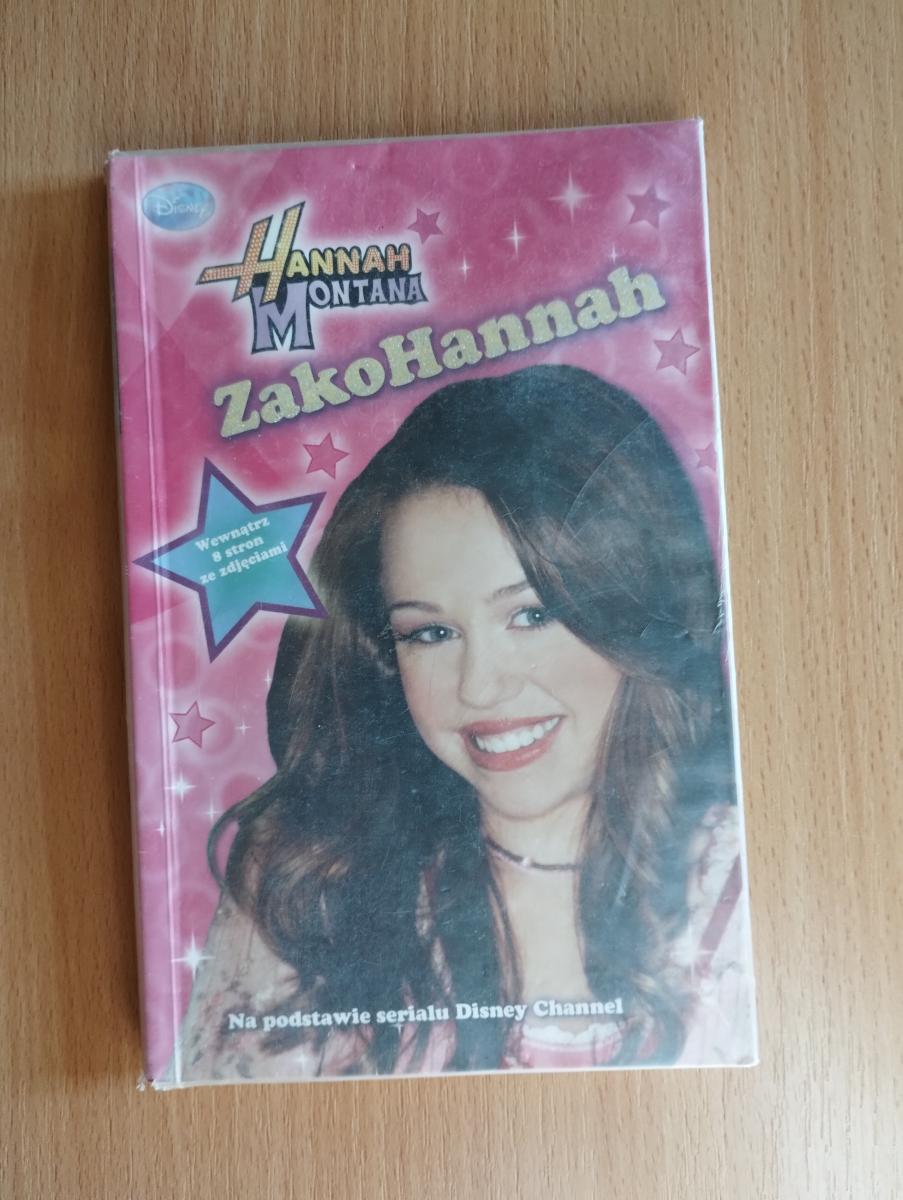 Disney
HANNAH
MONTANA
ZakoHannah
Wewnątrz
8 stron
ze zdjęciami
Na podstawie serialu Disney Channel